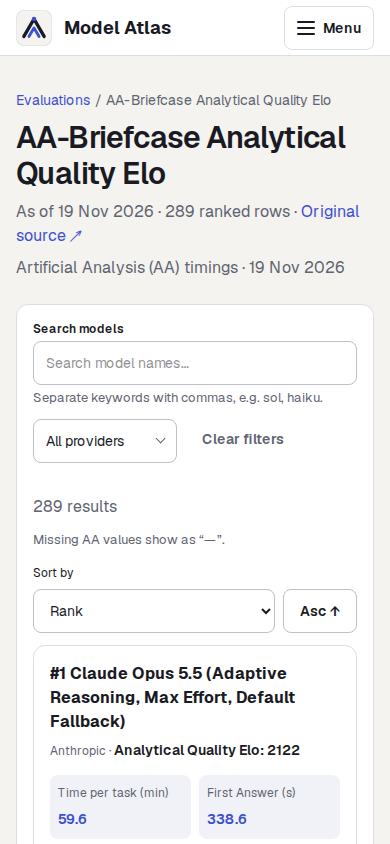 Model Atlas
Menu
Evaluations / AA-Briefcase Analytical Quality Elo
AA-Briefcase Analytical
Quality Elo
As of 19 Nov 2026 · 289 ranked rows · Original
source ↗
Artificial Analysis (AA) timings · 19 Nov 2026
Search models
Search model names…
Separate keywords with commas, e.g. sol, haiku.
All providers
Clear filters
289 results
Missing AA values show as “—”.
Sort by
Rank
Asc ↑
#1 Claude Opus 5.5 (Adaptive
Reasoning, Max Effort, Default
Fallback)
Anthropic · Analytical Quality Elo: 2122
Time per task (min)
First Answer (s)
59.6
338.6